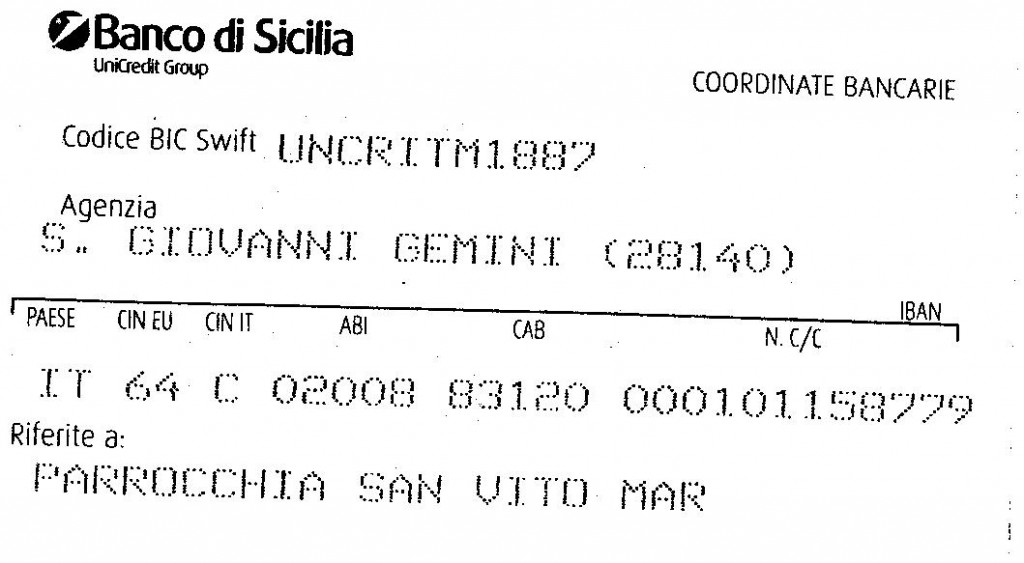 Banco di Sicilia
UniCredit Group
COORDINATE BANCARIE
Codice BIC Swift UNCRITM1887
Agenzia
S. GIOVANNI GEMINI (28140)
IBAN
PAESE CIN EU CIN IT ABI CAB N. C/C
IT 64 C 02008 83120 000101158779
Riferite a:
PARROCCHIA SAN VITO MAR